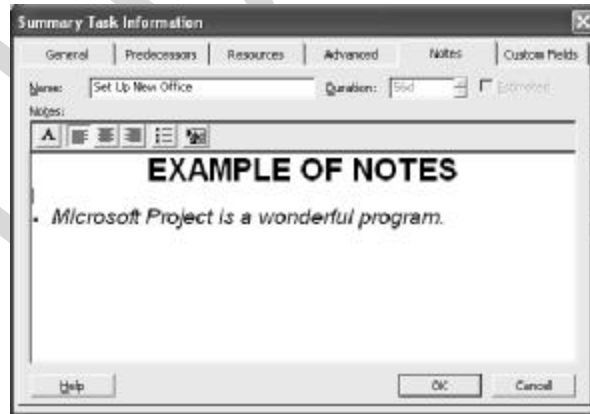 Summary Task Information
General Predecessors Resources Advanced Notes Custom Fields
Name: Set Up New Office Duration: 56d Estimated
Notes:
A
EXAMPLE OF NOTES
• Microsoft Project is a wonderful program.
Help OK Cancel